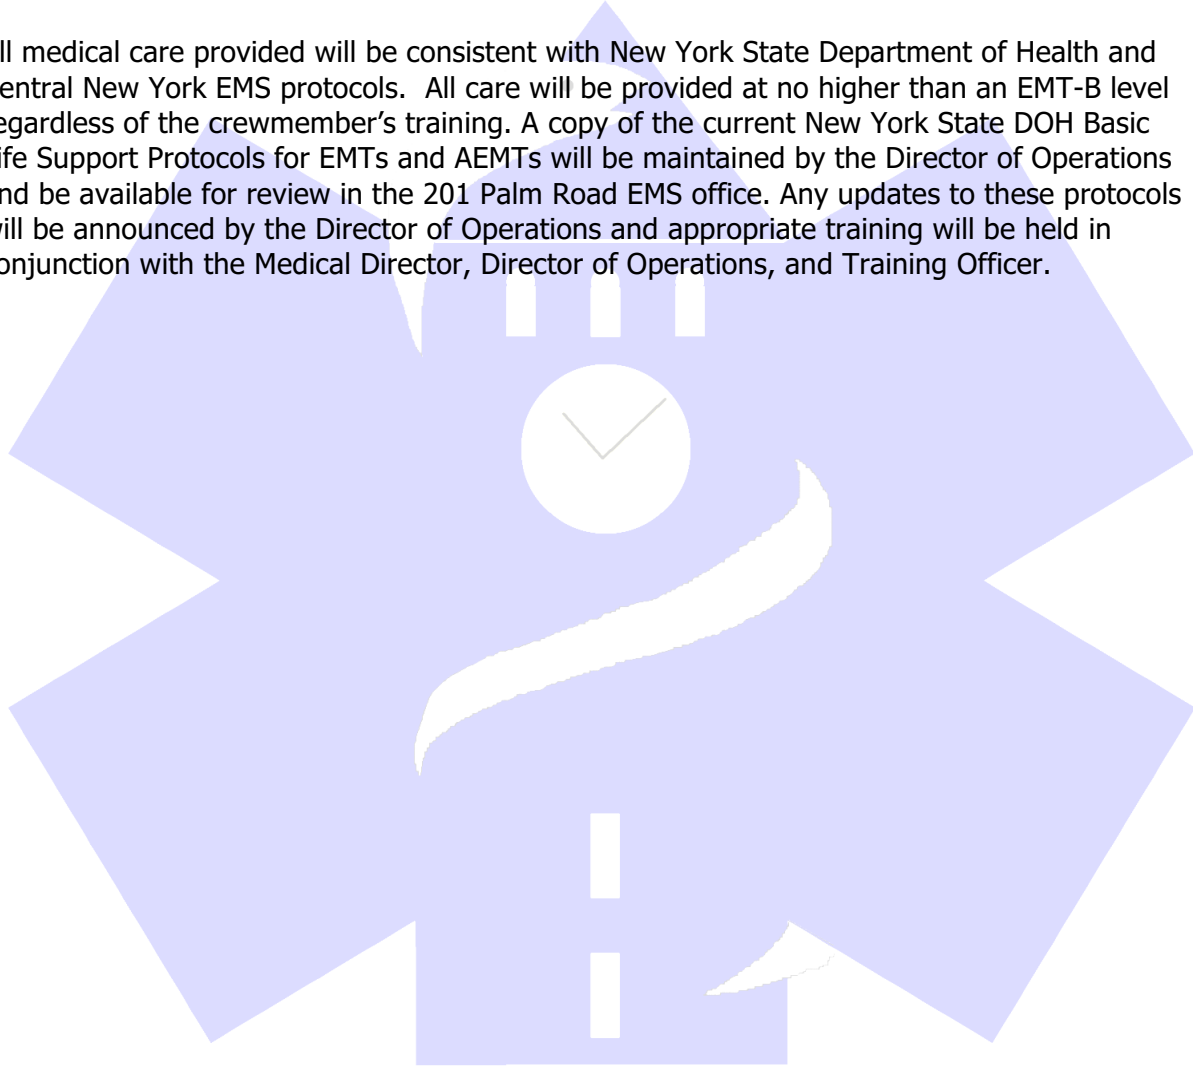 ll medical care provided will be consistent with New York State Department of Health and
entral New York EMS protocols.  All care will be provided at no higher than an EMT-B level
egardless of the crewmember’s training. A copy of the current New York State DOH Basic
ife Support Protocols for EMTs and AEMTs will be maintained by the Director of Operations
nd be available for review in the 201 Palm Road EMS office. Any updates to these protocols
will be announced by the Director of Operations and appropriate training will be held in
onjunction with the Medical Director, Director of Operations, and Training Officer.